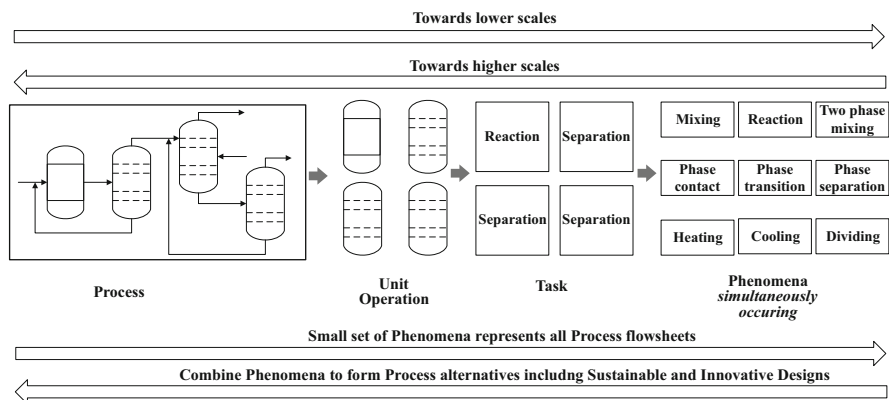 Towards lower scales
Towards higher scales
Reaction
Separation
Separation
Separation
Mixing
Reaction
Two phase
mixing
Phase
contact
Phase
transition
Phase
separation
Heating
Cooling
Dividing
Process
Unit
Operation
Task
Phenomena
simultaneously
occuring
Small set of Phenomena represents all Process flowsheets
Combine Phenomena to form Process alternatives includng Sustainable and Innovative Designs